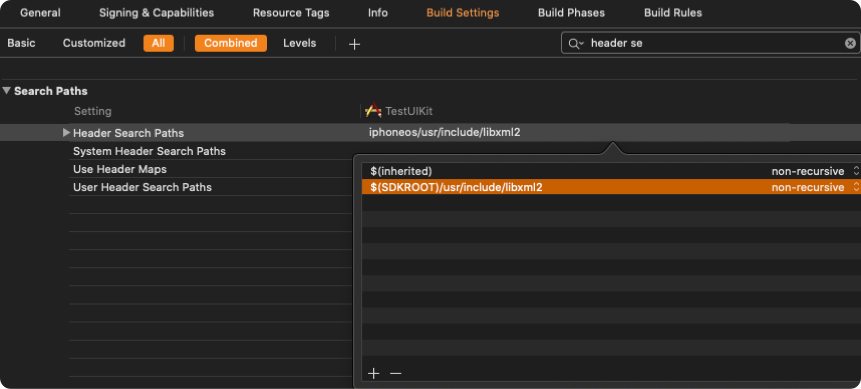 General Signing & Capabilities Resource Tags Info Build Settings Build Phases Build Rules
Basic Customized All Combined Levels + header se
Search Paths
Setting TestUIKit
Header Search Paths iphoneos/usr/include/libxml2
System Header Search Paths
Use Header Maps
User Header Search Paths
$(inherited) non-recursive
$(SDKROOT)/usr/include/libxml2 non-recursive
+ −